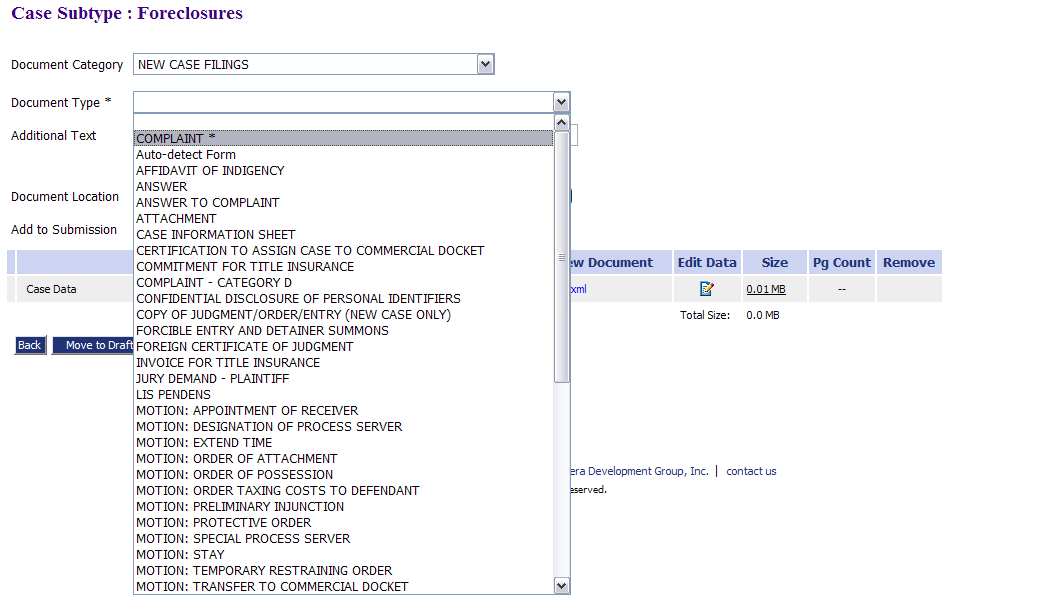 Case Subtype : Foreclosures
Document Category NEW CASE FILINGS
Document Type *
Additional Text
COMPLAINT *
Auto-detect Form
AFFIDAVIT OF INDIGENCY
ANSWER
Document Location
ANSWER TO COMPLAINT
ATTACHMENT
Add to Submission
CASE INFORMATION SHEET
CERTIFICATION TO ASSIGN CASE TO COMMERCIAL DOCKET
COMMITMENT FOR TITLE INSURANCE
COMPLAINT - CATEGORY D
CONFIDENTIAL DISCLOSURE OF PERSONAL IDENTIFIERS
COPY OF JUDGMENT/ORDER/ENTRY (NEW CASE ONLY)
FORCIBLE ENTRY AND DETAINER SUMMONS
FOREIGN CERTIFICATE OF JUDGMENT
INVOICE FOR TITLE INSURANCE
JURY DEMAND - PLAINTIFF
LIS PENDENS
MOTION: APPOINTMENT OF RECEIVER
MOTION: DESIGNATION OF PROCESS SERVER
MOTION: EXTEND TIME
MOTION: ORDER OF ATTACHMENT
MOTION: ORDER OF POSSESSION
MOTION: ORDER TAXING COSTS TO DEFENDANT
MOTION: PRELIMINARY INJUNCTION
MOTION: PROTECTIVE ORDER
MOTION: SPECIAL PROCESS SERVER
MOTION: STAY
MOTION: TEMPORARY RESTRAINING ORDER
MOTION: TRANSFER TO COMMERCIAL DOCKET
ew Document Edit Data Size Pg Count Remove
Case Data xml 0.01 MB --
Total Size: 0.0 MB
Back Move to Draft
era Development Group, Inc. | contact us
eserved.